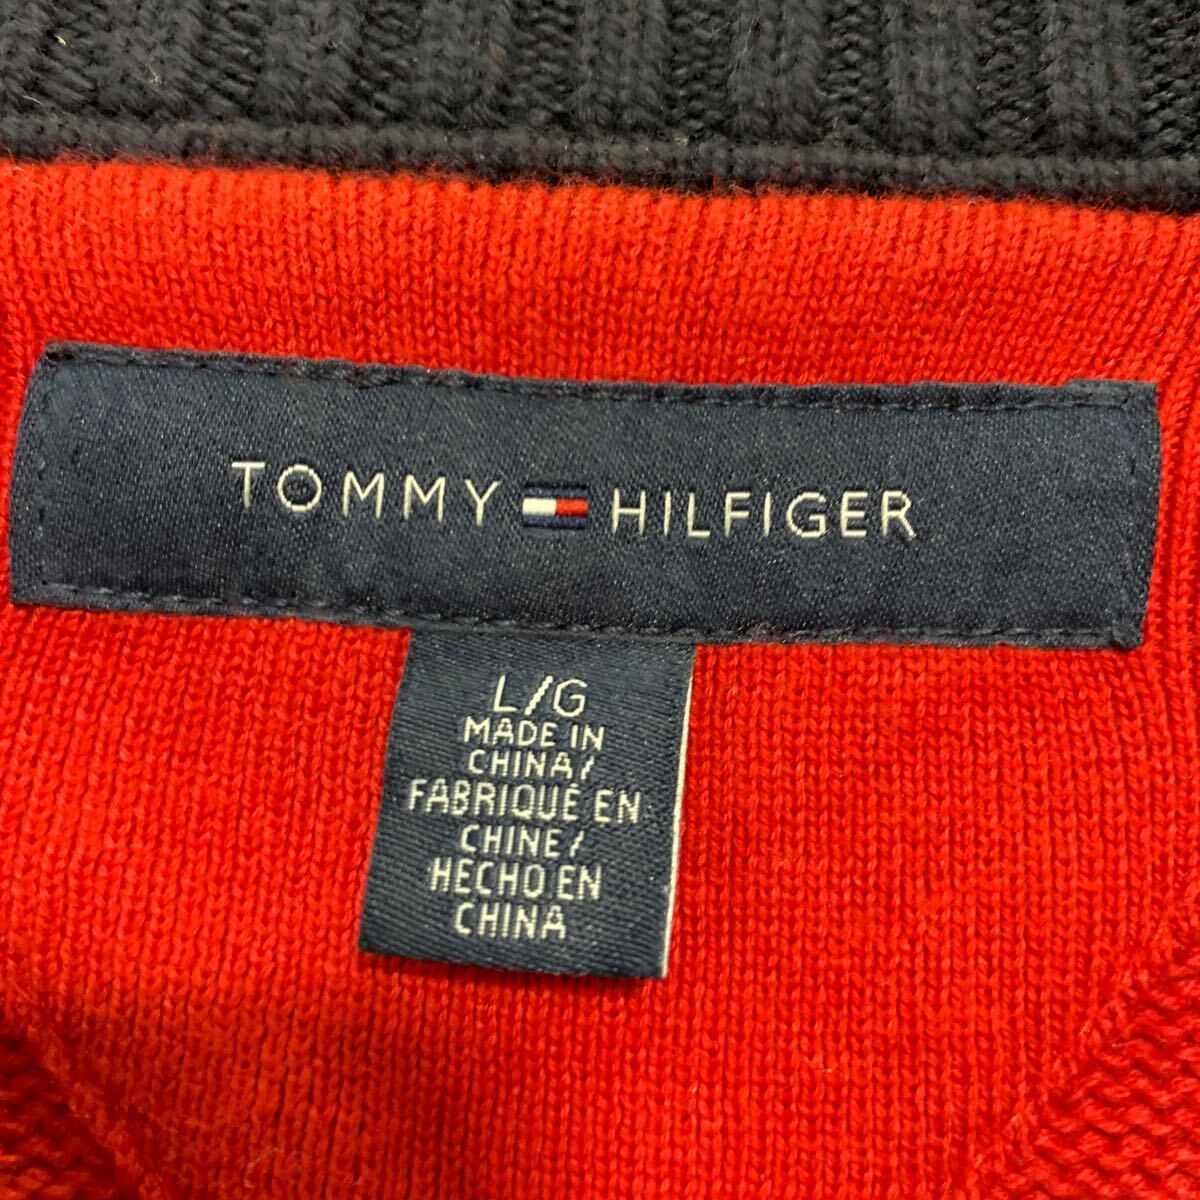 TOMMY HILFIGER
L/G
MADE IN
CHINA/
FABRIQUÉ EN
CHINE/
HECHO EN
CHINA